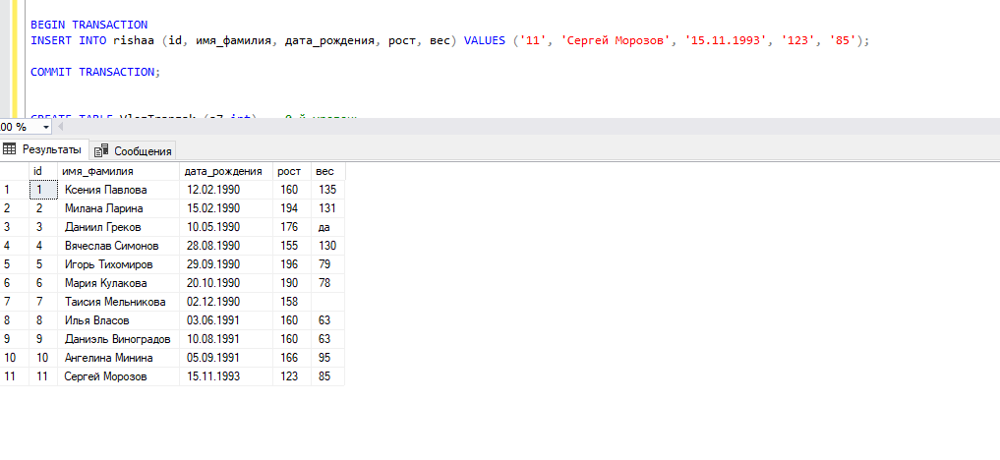 BEGIN TRANSACTION
INSERT INTO rishaa (id, имя_фамилия, дата_рождения, рост, вес) VALUES ('11', 'Сергей Морозов', '15.11.1993', '123', '85');
COMMIT TRANSACTION;
00 %
Результаты Сообщения
id имя_фамилия дата_рождения рост вес
1 1 Ксения Павлова 12.02.1990 160 135
2 2 Милана Ларина 15.02.1990 194 131
3 3 Даниил Греков 10.05.1990 176 да
4 4 Вячеслав Симонов 28.08.1990 155 130
5 5 Игорь Тихомиров 29.09.1990 196 79
6 6 Мария Кулакова 20.10.1990 190 78
7 7 Таисия Мельникова 02.12.1990 158
8 8 Илья Власов 03.06.1991 160 63
9 9 Даниэль Виноградов 10.08.1991 160 63
10 10 Ангелина Минина 05.09.1991 166 95
11 11 Сергей Морозов 15.11.1993 123 85